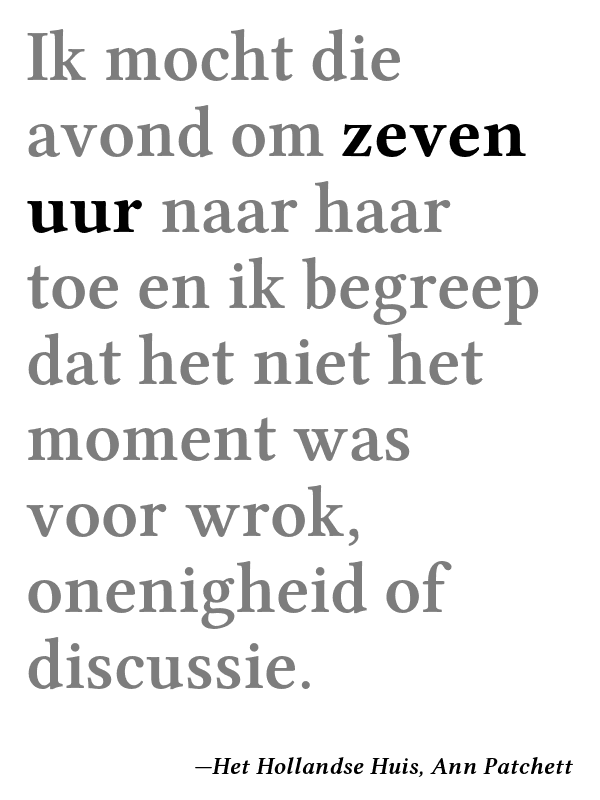 Ik mocht die
avond om zeven
uur naar haar
toe en ik begreep
dat het niet het
moment was
voor wrok,
onenigheid of
discussie.
—Het Hollandse Huis, Ann Patchett